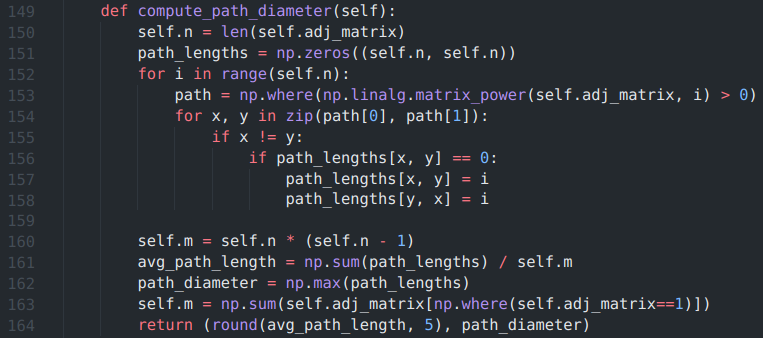 149 def compute_path_diameter(self):
150 self.n = len(self.adj_matrix)
151 path_lengths = np.zeros((self.n, self.n))
152 for i in range(self.n):
153 path = np.where(np.linalg.matrix_power(self.adj_matrix, i) > 0)
154 for x, y in zip(path[0], path[1]):
155 if x != y:
156 if path_lengths[x, y] == 0:
157 path_lengths[x, y] = i
158 path_lengths[y, x] = i
159
160 self.m = self.n * (self.n - 1)
161 avg_path_length = np.sum(path_lengths) / self.m
162 path_diameter = np.max(path_lengths)
163 self.m = np.sum(self.adj_matrix[np.where(self.adj_matrix==1)])
164 return (round(avg_path_length, 5), path_diameter)